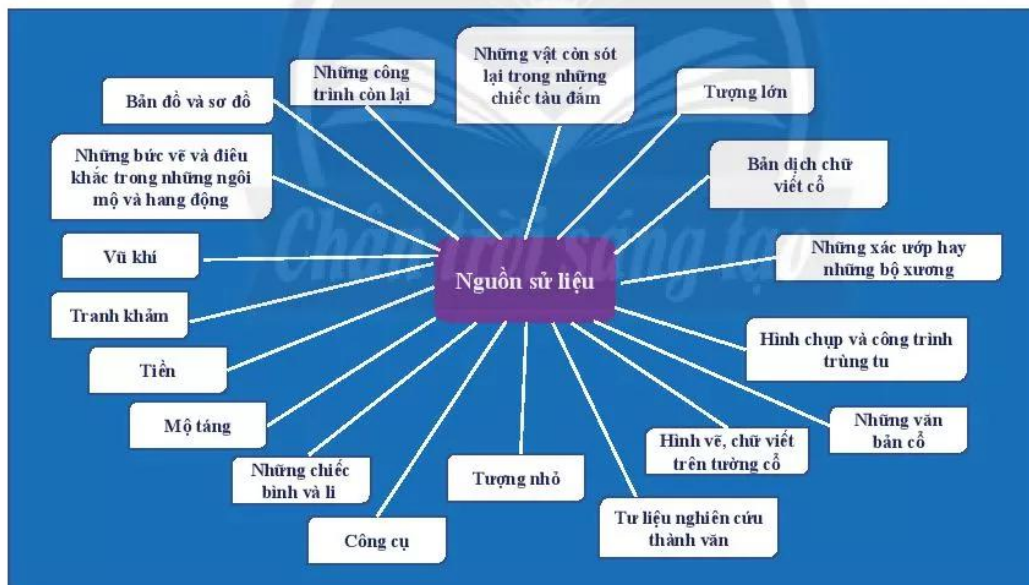 Những vật còn sót
lại trong những
chiếc tàu đắm
Những công
trình còn lại
Tượng lớn
Bản đồ và sơ đồ
Những bức vẽ và điêu
khắc trong những ngôi
mộ và hang động
Bản dịch chữ
viết cổ
Chân trời sáng tạo
Vũ khí
Nguồn sử liệu
Những xác ướp hay
những bộ xương
Tranh khảm
Hình chụp và công trình
trùng tu
Tiền
Mộ táng
Những văn
bản cổ
Những chiếc
bình và li
Tượng nhỏ
Hình vẽ, chữ viết
trên tường cổ
Công cụ
Tư liệu nghiên cứu
thành văn